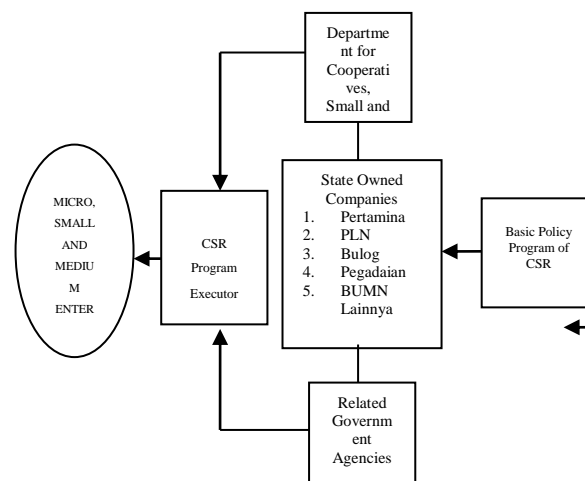 Departme
nt for
Cooperati
ves,
Small and
MICRO,
SMALL
AND
MEDIU
M
ENTER
CSR
Program
Executor
State Owned
Companies
1. Pertamina
2. PLN
3. Bulog
4. Pegadaian
5. BUMN
Lainnya
Basic Policy
Program of
CSR
Related
Governm
ent
Agencies